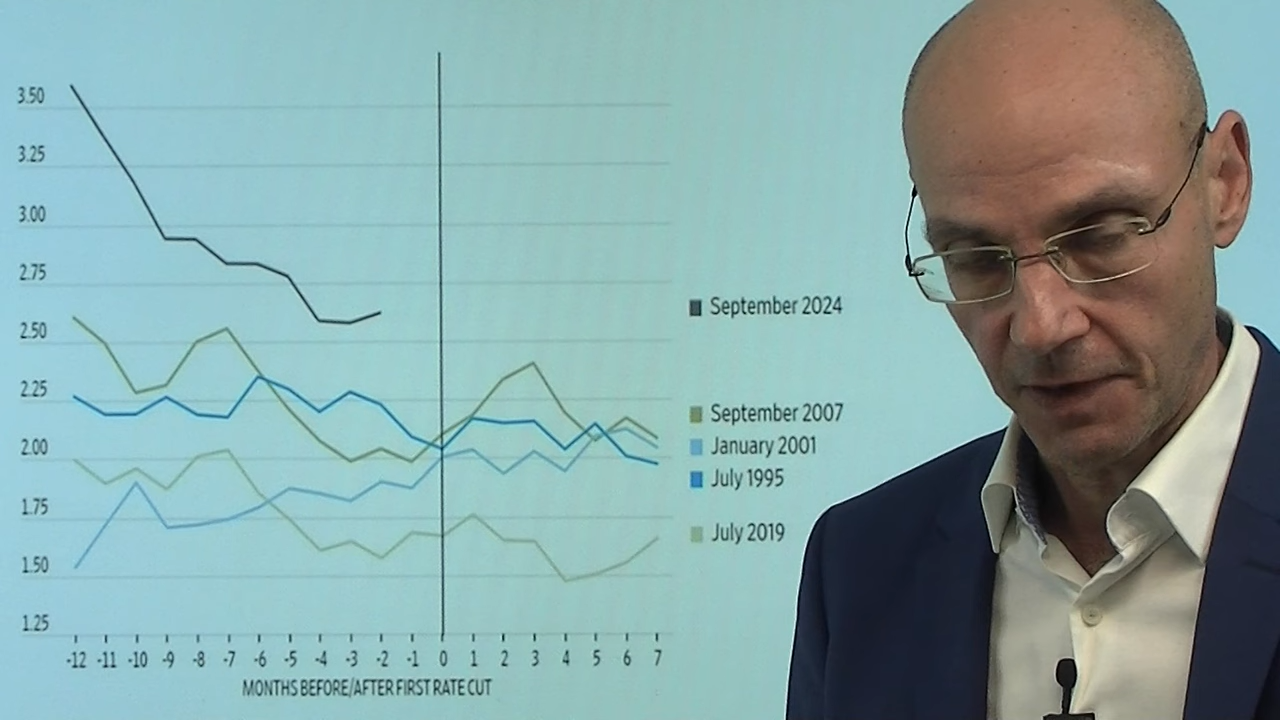 3.50
3.25
3.00
2.75
2.50
2.25
2.00
1.75
1.50
1.25
-12 -11 -10 -9 -8 -7 -6 -5 -4 -3 -2 -1 0 1 2 3 4 5 6 7
MONTHS BEFORE/AFTER FIRST RATE CUT
September 2024
September 2007
January 2001
July 1995
July 2019